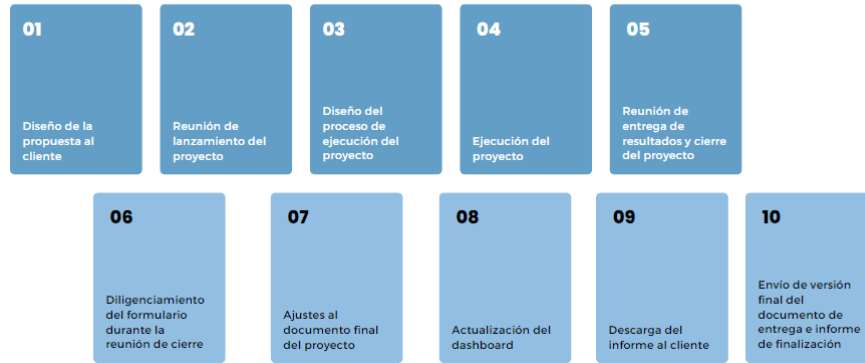 01
Diseño de la
propuesta al
cliente
02
Reunión de
lanzamiento del
proyecto
03
Diseño del
proceso de
ejecución del
proyecto
04
Ejecución del
proyecto
05
Reunión de
entrega de
resultados y cierre
del proyecto
06
Diligenciamiento
del formulario
durante la
reunión de cierre
07
Ajustes al
documento final
del proyecto
08
Actualización del
dashboard
09
Descarga del
informe al cliente
10
Envío de versión
final del
documento de
entrega e informe
de finalización